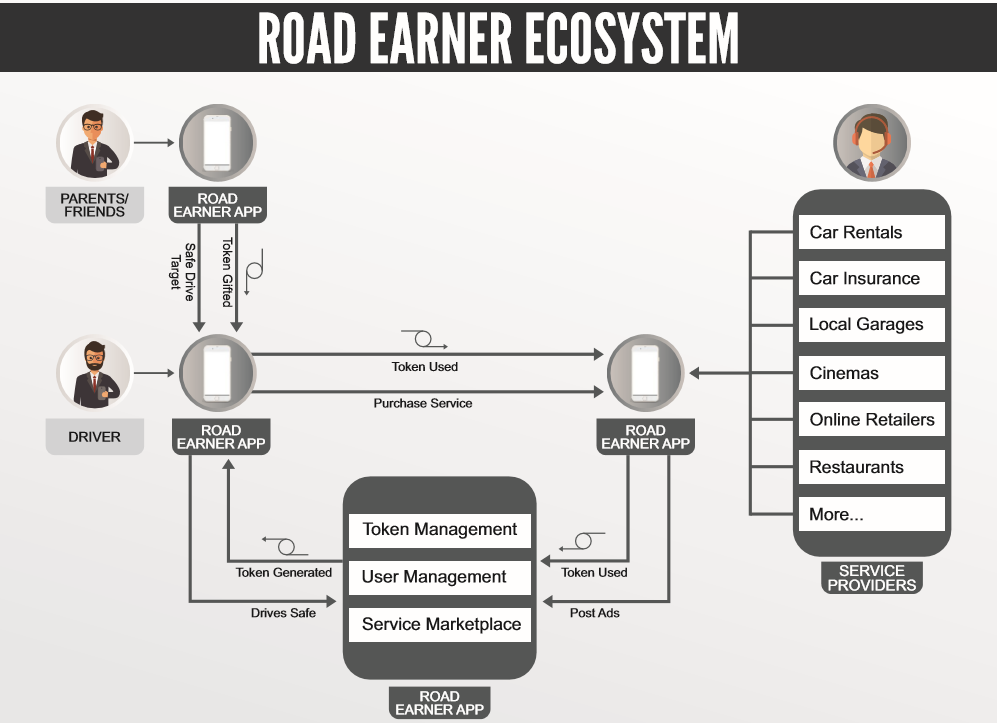 ROAD EARNER ECOSYSTEM
PARENTS/
FRIENDS
ROAD
EARNER APP
Safe Drive
Target
Token Gifted
DRIVER
ROAD
EARNER APP
Token Used
Purchase Service
ROAD
EARNER APP
Car Rentals
Car Insurance
Local Garages
Cinemas
Online Retailers
Restaurants
More...
SERVICE
PROVIDERS
Token Generated
Drives Safe
Token Management
User Management
Service Marketplace
ROAD
EARNER APP
Token Used
Post Ads